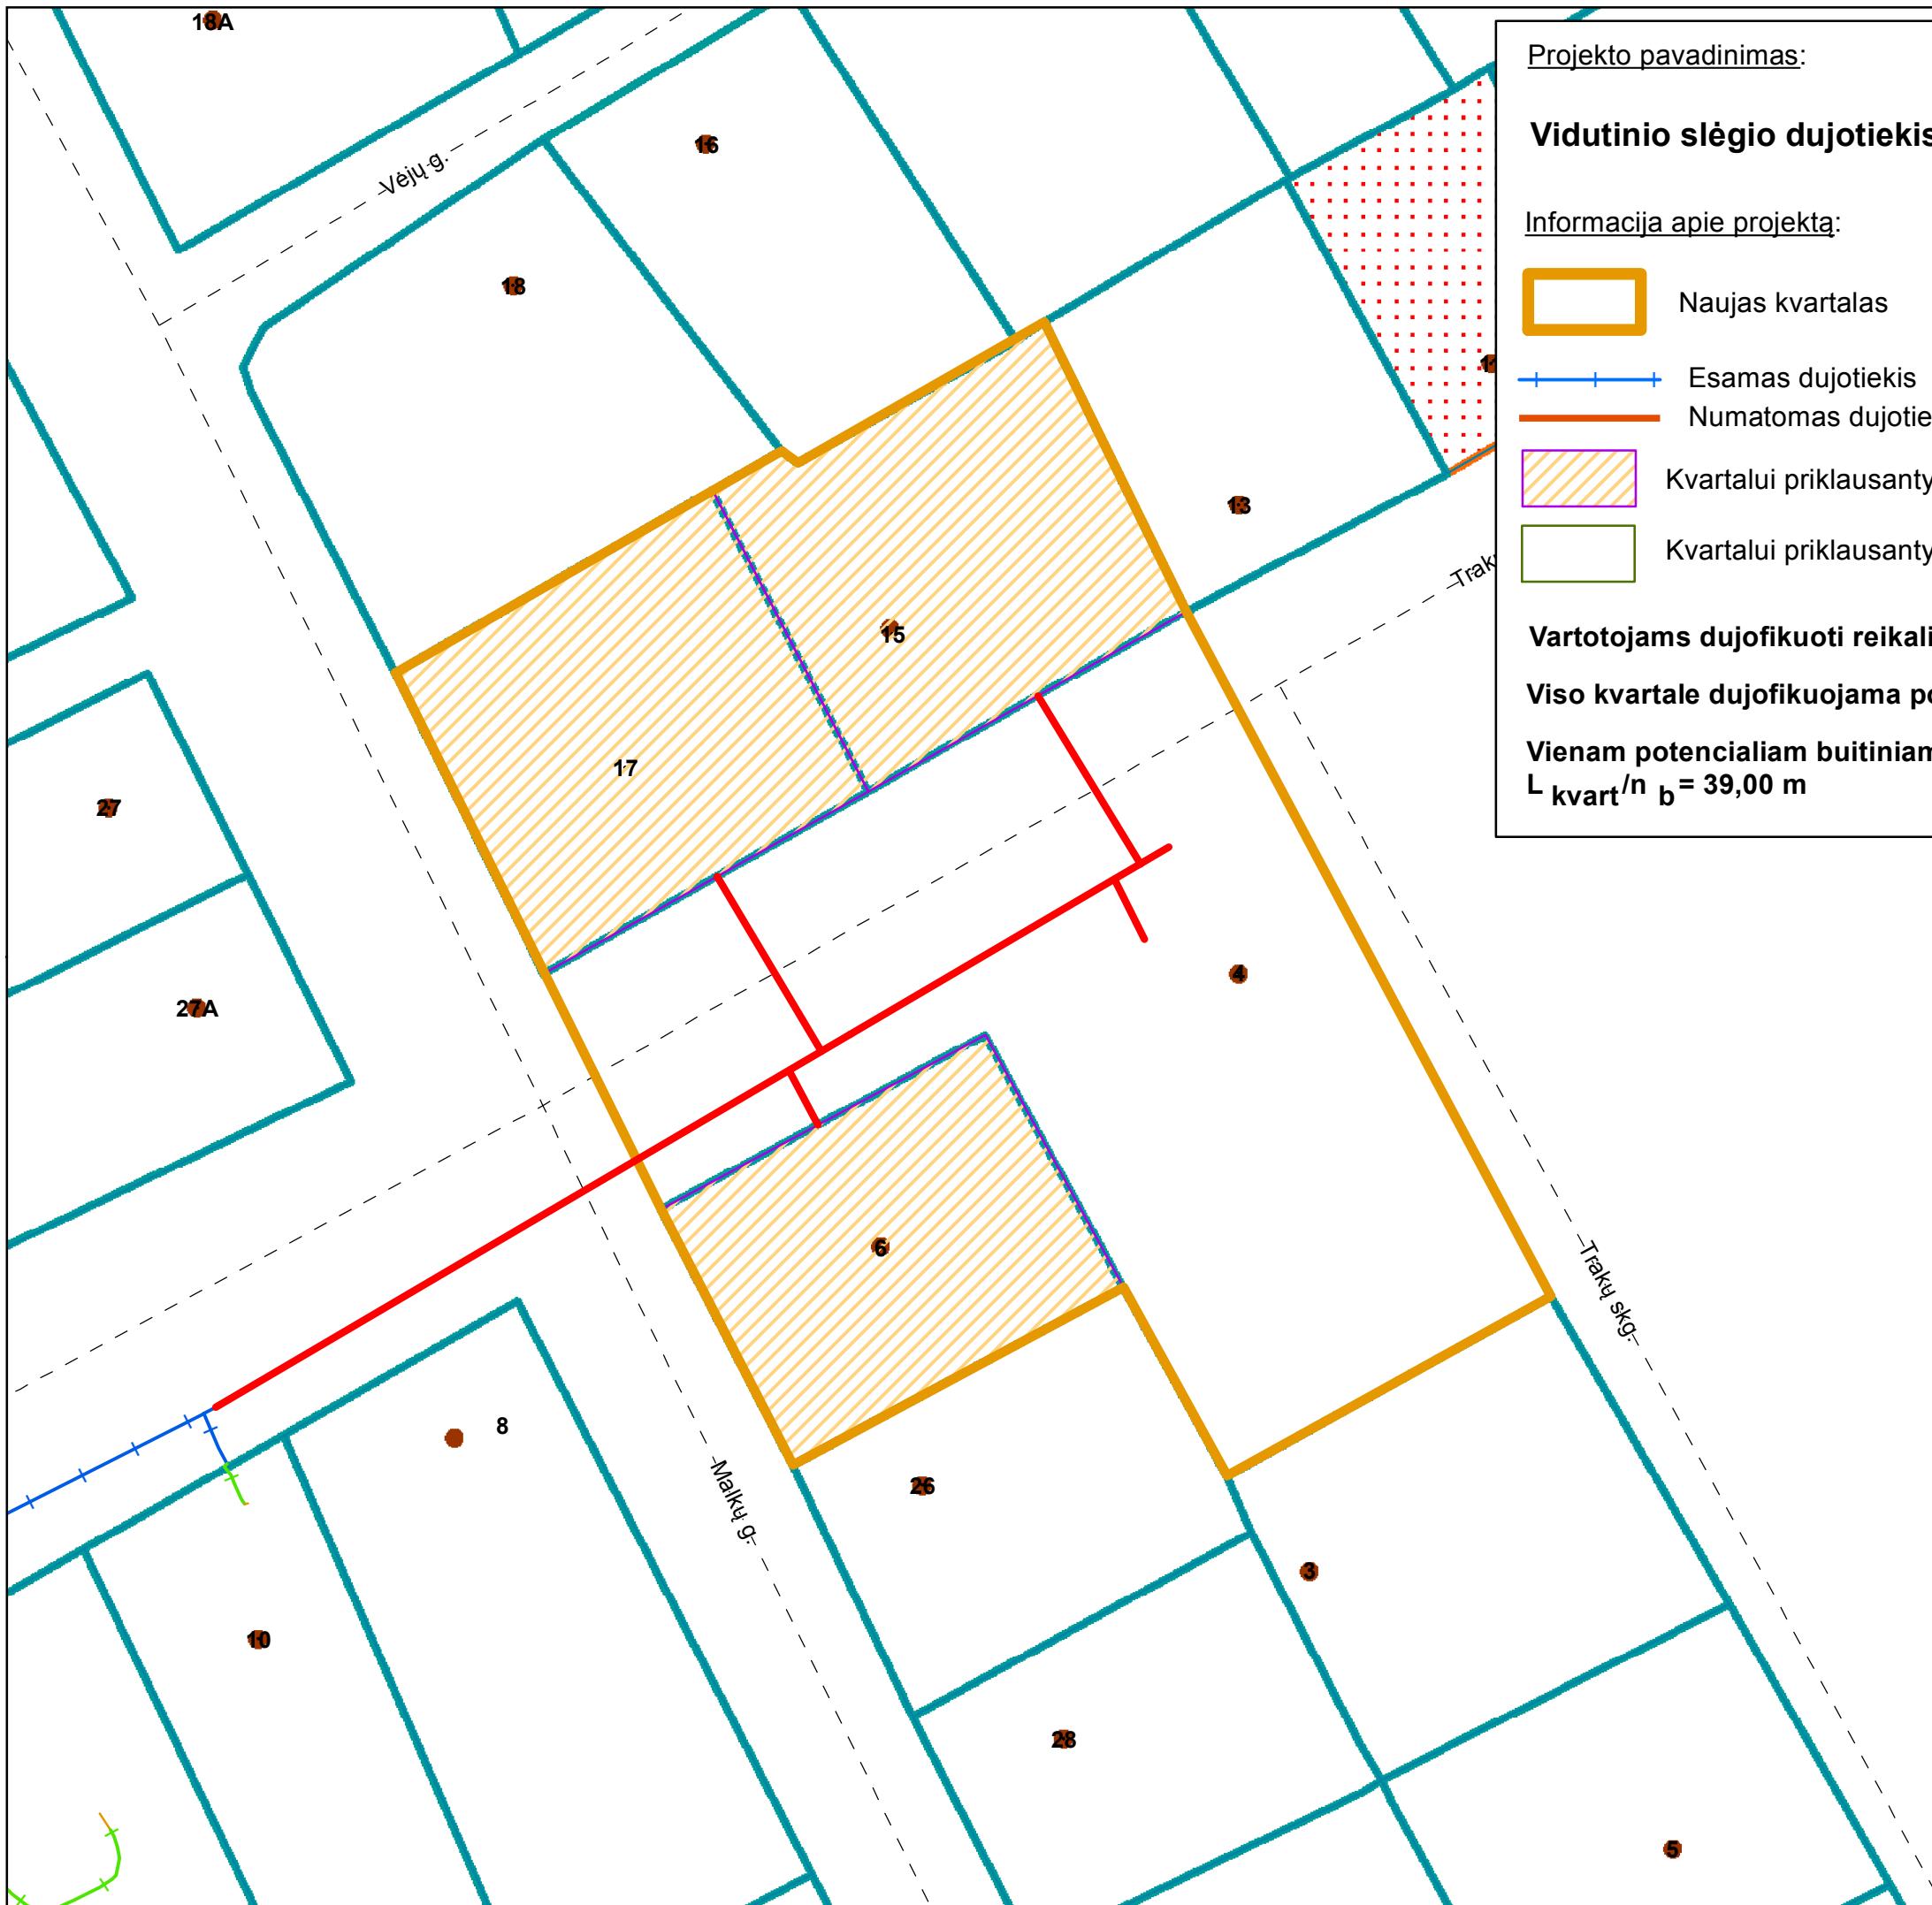 18A
16
Vėjų g.
18
Projekto pavadinimas:
Vidutinio slėgio dujotiekis
Informacija apie projektą:
Naujas kvartalas
Esamas dujotiekis
Numatomas dujotie
Kvartalui priklausanty
Kvartalui priklausanty
Vartotojams dujofikuoti reikali
Viso kvartale dujofikuojama po
Vienam potencialiam buitiniam
L kvart/n b = 39,00 m
13
15
17
27
27A
4
6
Trakų skg.
8
Malkų g.
26
3
10
28
5